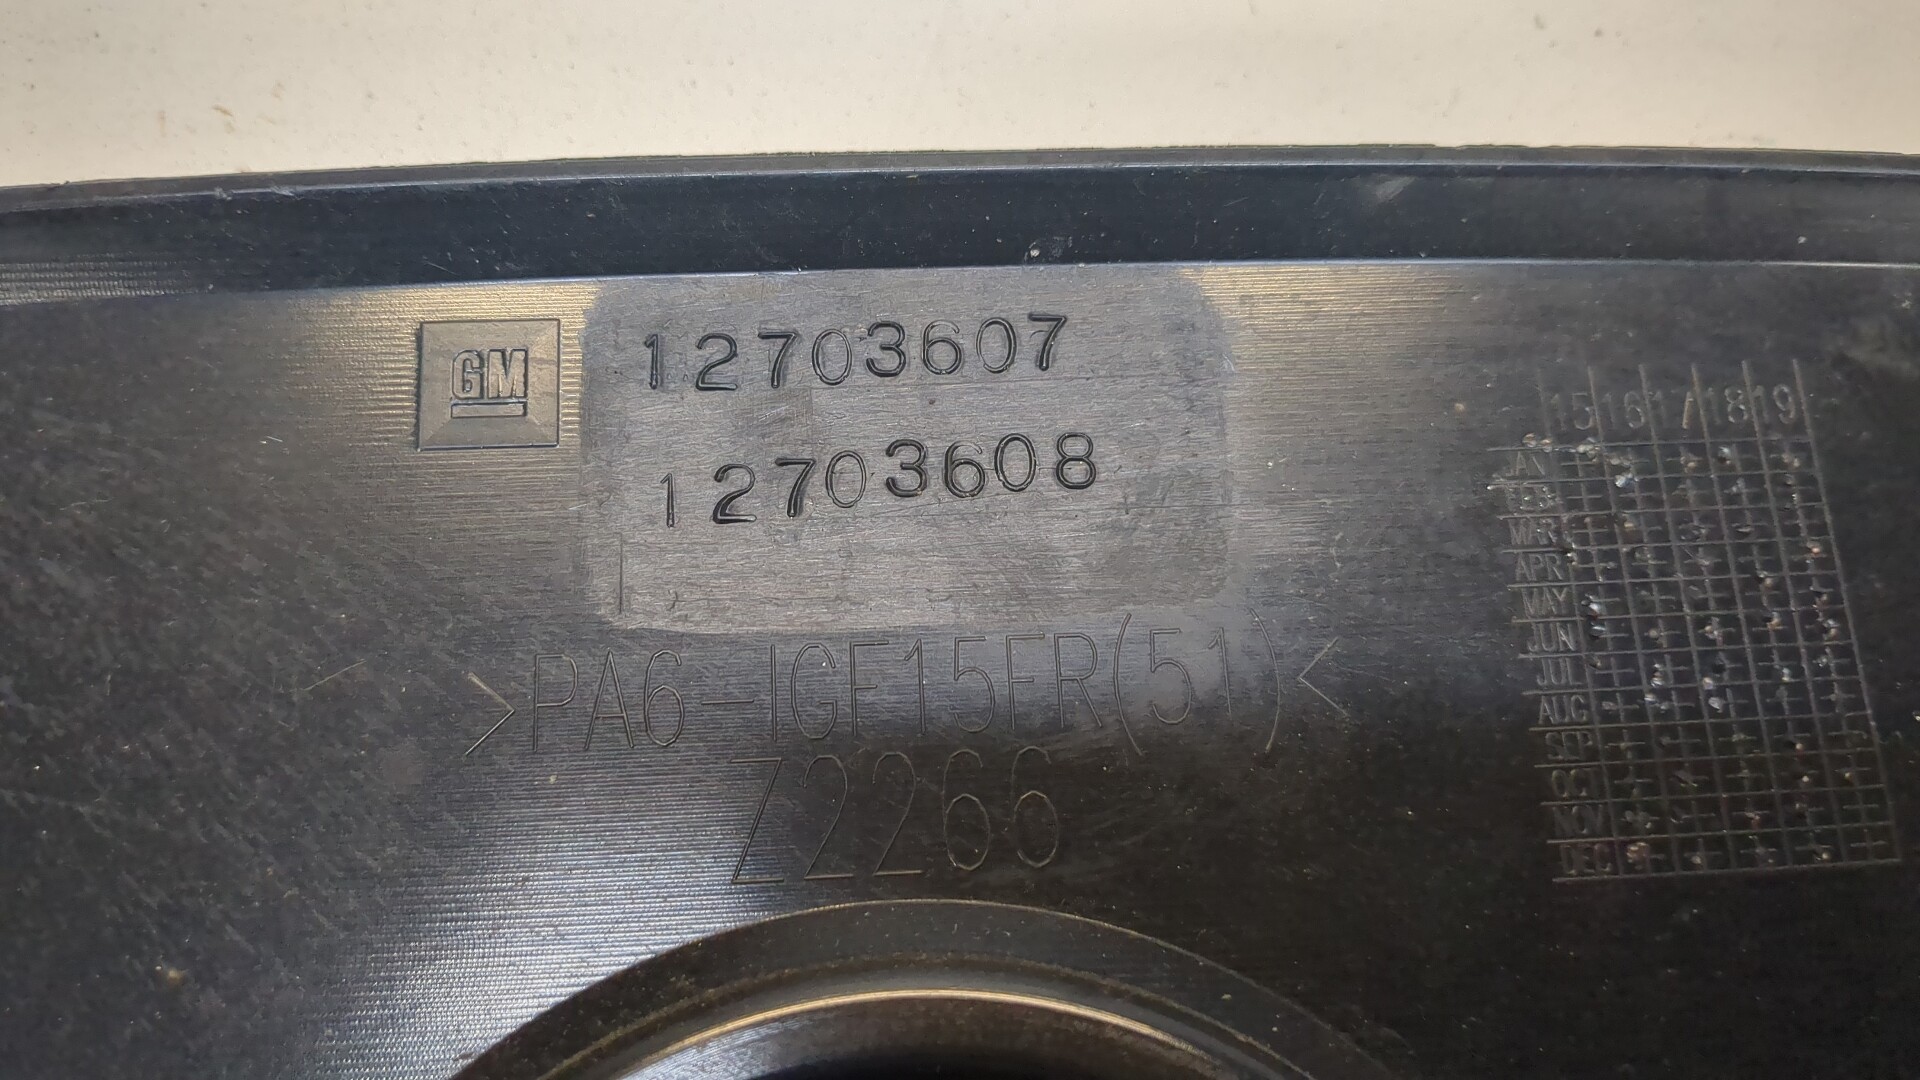 GM
12703607
12703608
>PA6-IGF15FR(51)<
Z2266
15 16 17 18 19
JAN
FEB
MAR
APR
MAY
JUN
JUL
AUG
SEP
OCT
NOV
DEC